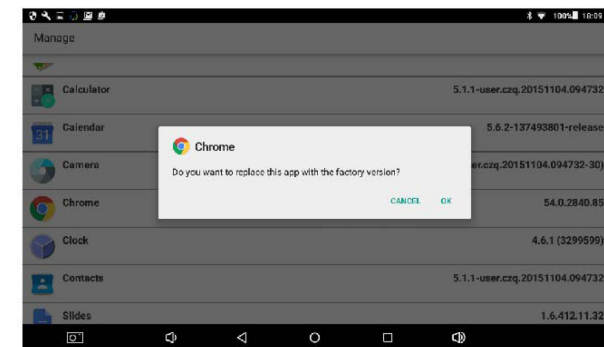 100% 18:09
Manage
Calculator 5.1.1-user.czq.20151104.094732
31 Calendar 5.6.2-137493801-release
Camera er.czq.20151104.094732-30)
Chrome
Do you want to replace this app with the factory version?
CANCEL OK
Chrome 54.0.2840.85
Clock 4.6.1 (3299599)
Contacts 5.1.1-user.czq.20151104.094732
Slides 1.6.412.11.32